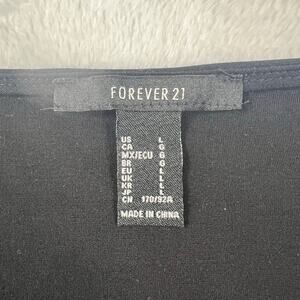 FOREVER 21
US L
CA G
MX/ECU G
BR G
EU L
UK L
KR L
JP L
CN 170/92A
MADE IN CHINA